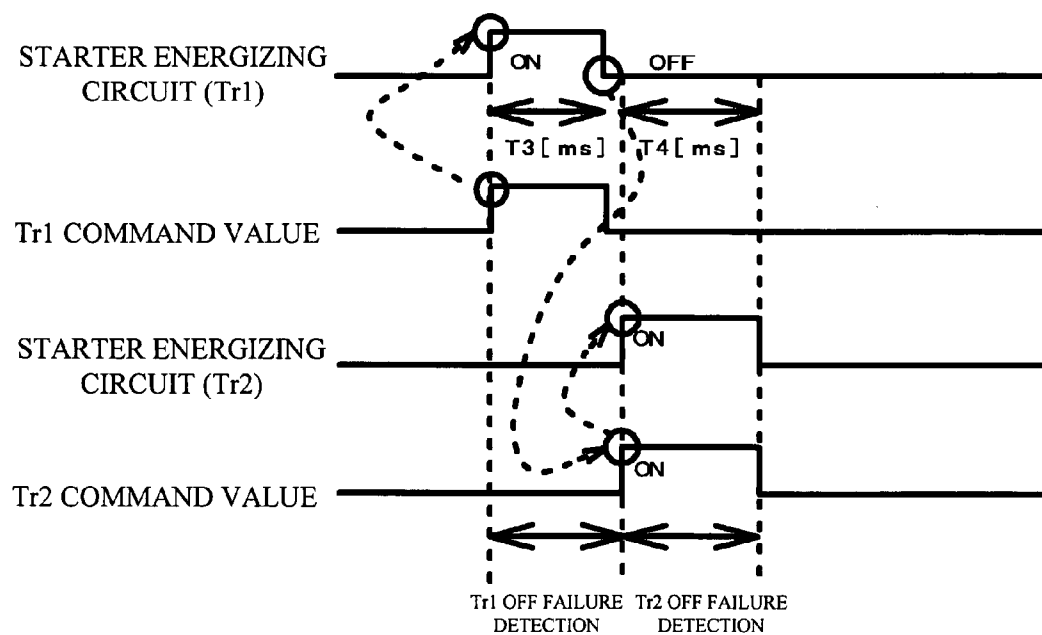 STARTER ENERGIZING
CIRCUIT (Tr1)
ON
OFF
T3[ms]
T4[ms]
Tr1 COMMAND VALUE
STARTER ENERGIZING
CIRCUIT (Tr2)
ON
Tr2 COMMAND VALUE
ON
Tr1 OFF FAILURE
DETECTION
Tr2 OFF FAILURE
DETECTION